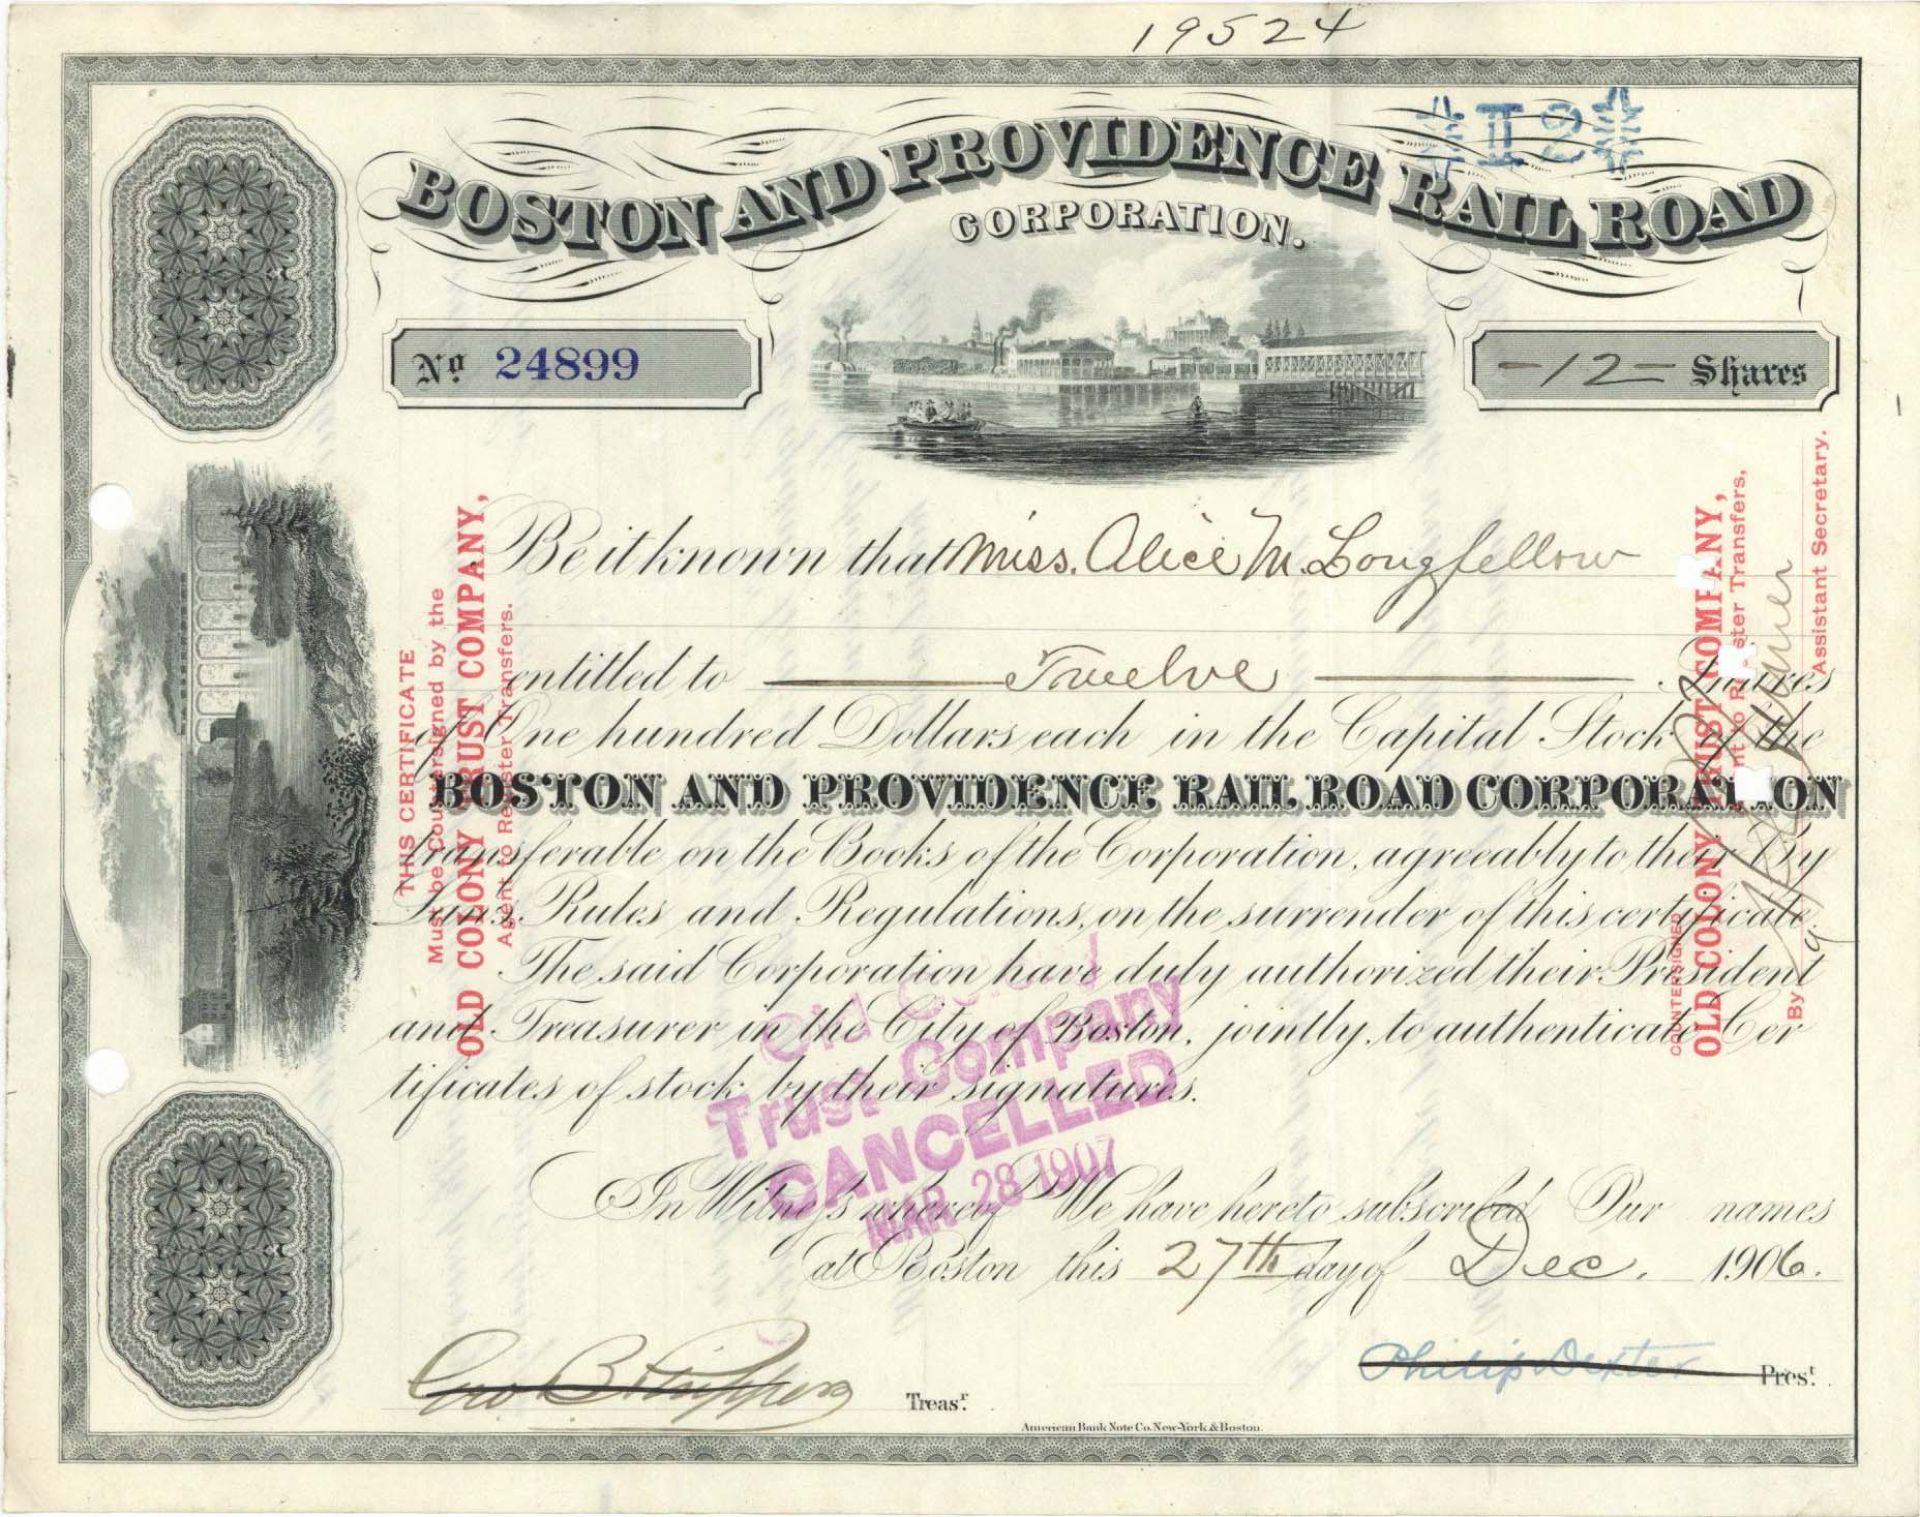 19524
BOSTON AND PROVIDENCE RAIL ROAD
CORPORATION.
Nº 24899
-12- Shares
Be it known that Miss. Alice M. Longfellow
entitled to Twelve Shares
of One hundred Dollars each in the Capital Stock of the
BOSTON AND PROVIDENCE RAIL ROAD CORPORATION
transferable on the Books of the Corporation, agreeably to their By
Laws, Rules and Regulations, on the surrender of this certificate.
The said Corporation have duly authorized their President
and Treasurer in the City of Boston, jointly, to authenticate Cer
tificates of stock by their signatures.
In Witness whereof We have hereto subscribed Our names
at Boston this 27th day of Dec. 1906.
Treasr.
Philip Dexter Prest.
American Bank Note Co. New-York & Boston.
THIS CERTIFICATE
Must be Countersigned by the
OLD COLONY TRUST COMPANY,
Agent to Register Transfers.
COUNTERSIGNED
OLD COLONY TRUST COMPANY,
Agent to Register Transfers,
By
Assistant Secretary.
Old Colony
Trust Company
CANCELLED
MAR 28 1907